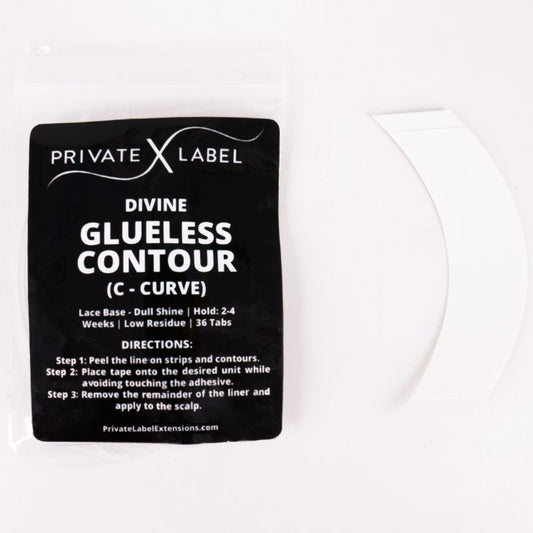 PRIVATE X LABEL
DIVINE
GLUELESS
CONTOUR
(C - CURVE)
Lace Base - Dull Shine | Hold: 2-4
Weeks | Low Residue | 36 Tabs
DIRECTIONS:
Step 1: Peel the line on strips and contours.
Step 2: Place tape onto the desired unit while
avoiding touching the adhesive.
Step 3: Remove the remainder of the liner and
apply to the scalp.
PrivateLabelExtensions.com